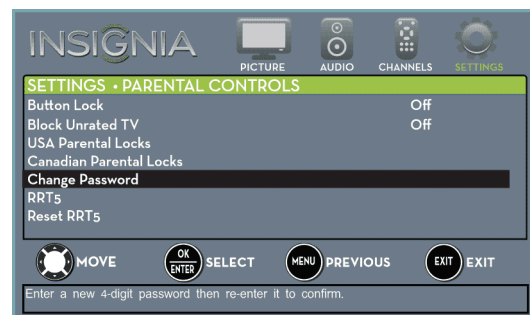 INSIGNIA
PICTURE AUDIO CHANNELS SETTINGS
SETTINGS • PARENTAL CONTROLS
Button Lock Off
Block Unrated TV Off
USA Parental Locks
Canadian Parental Locks
Change Password
RRT5
Reset RRT5
MOVE OK ENTER SELECT MENU PREVIOUS EXIT EXIT
Enter a new 4-digit password then re-enter it to confirm.